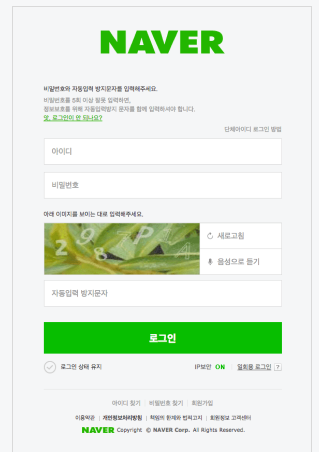 NAVER
비밀번호와 자동입력 방지문자를 입력해주세요.
비밀번호를 5회 이상 잘못 입력하면,
정보보호를 위해 자동입력방지 문자를 함께 입력하셔야 합니다.
앗, 로그인이 안 되나요?
단체아이디 로그인 방법
아이디
비밀번호
아래 이미지를 보이는 대로 입력해주세요.
새로고침
음성으로 듣기
자동입력 방지문자
로그인
로그인 상태 유지 IP보안 ON 일회용 로그인 ?
아이디 찾기 | 비밀번호 찾기 | 회원가입
이용약관 | 개인정보처리방침 | 책임의 한계와 법적고지 | 회원정보 고객센터
NAVER Copyright © NAVER Corp. All Rights Reserved.